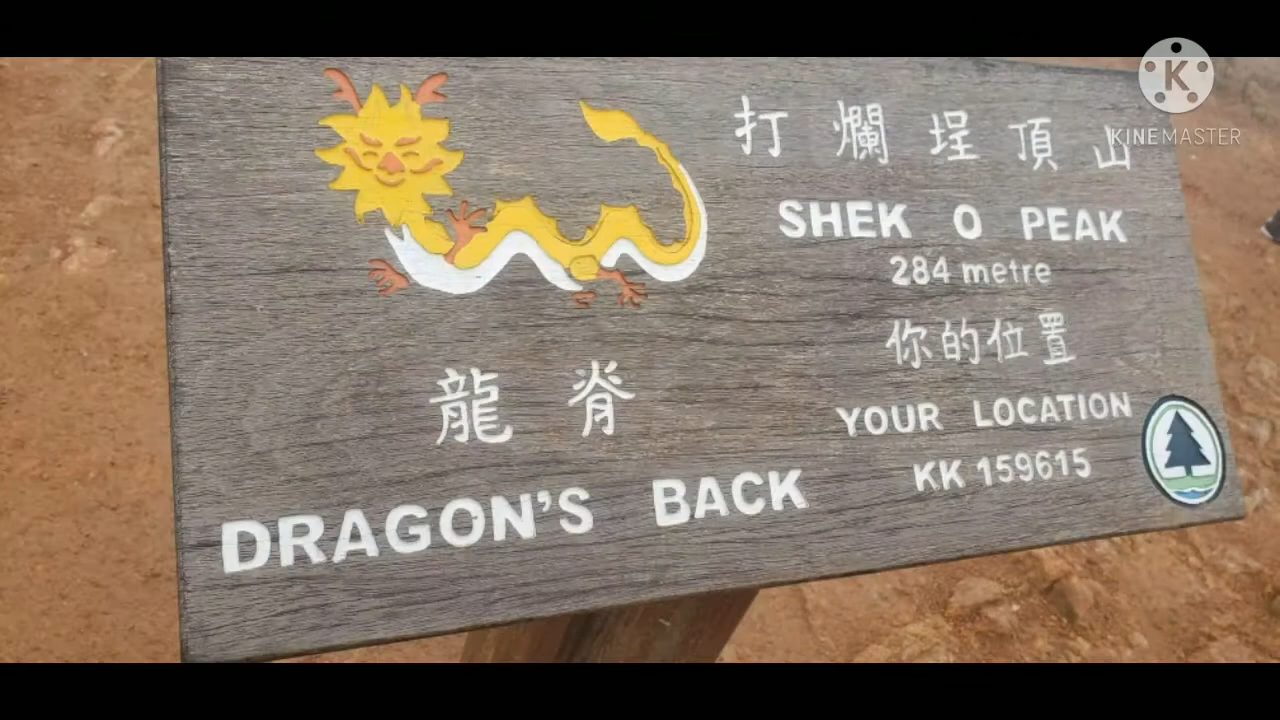 龍脊
DRAGON'S BACK
打爛埕頂山
SHEK O PEAK
284 metre
你的位置
YOUR LOCATION
KK 159615
K
KINEMASTER